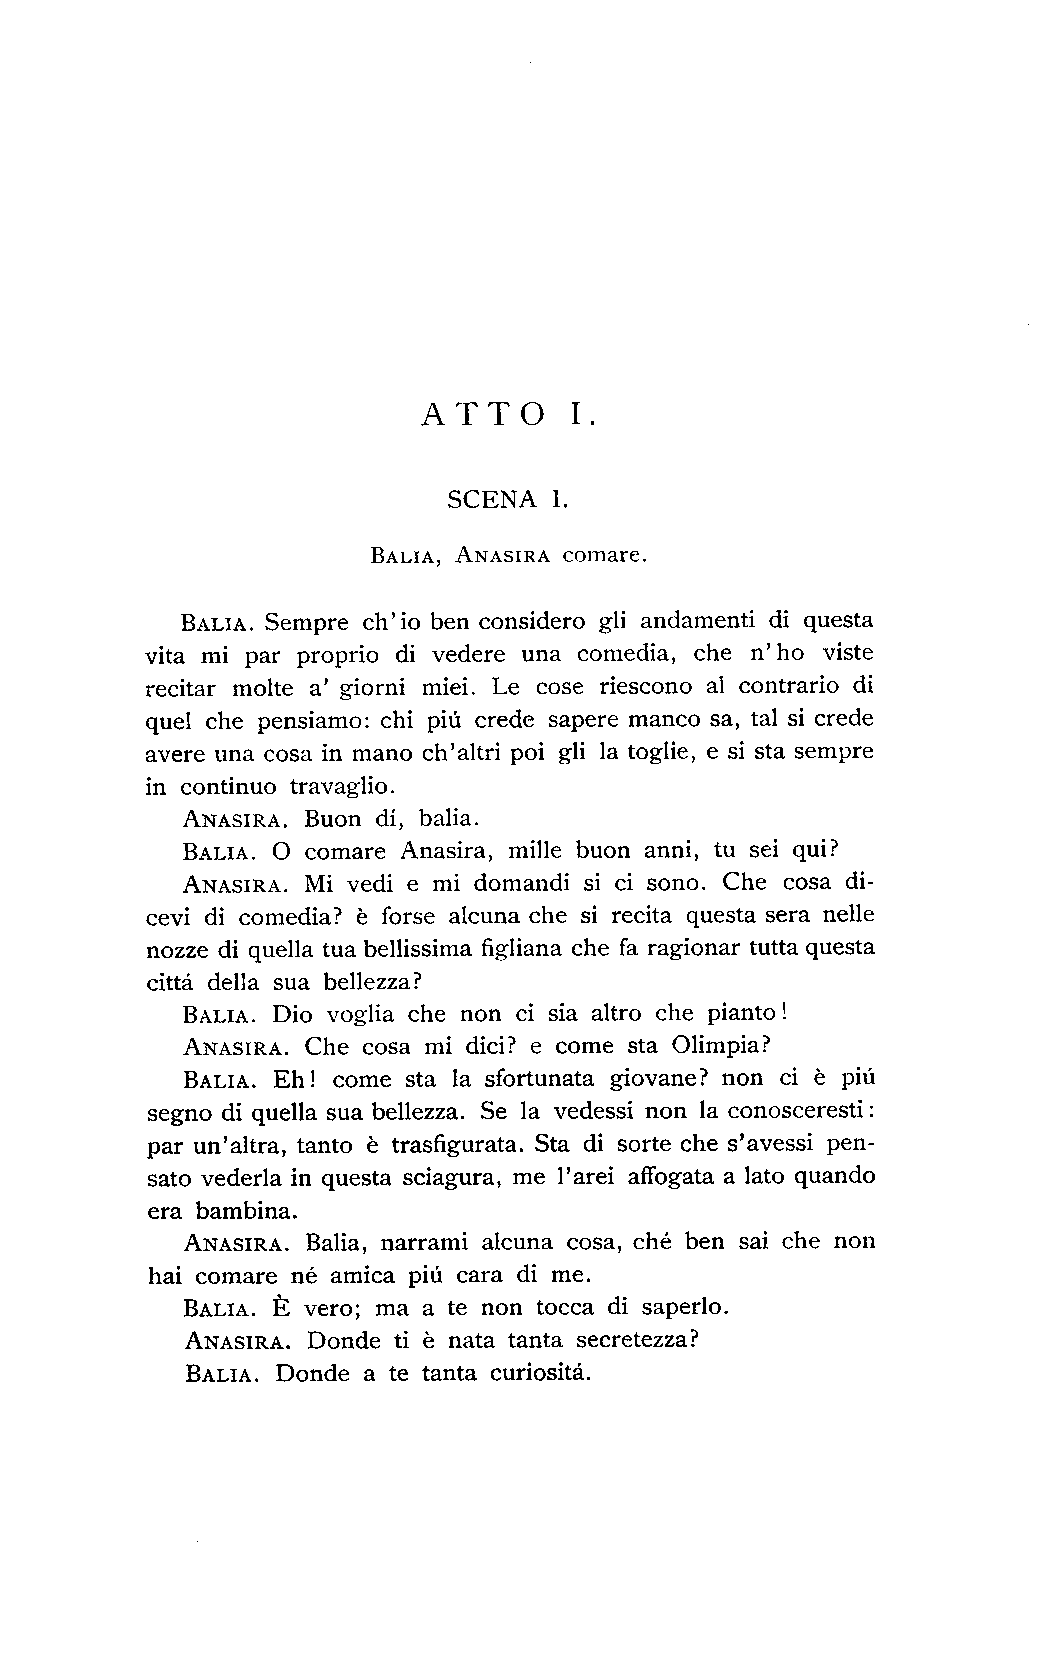 ATTO I.
SCENA I.
BALIA, ANASIRA comare.
BALIA. Sempre ch'io ben considero gli andamenti di questa
vita mi par proprio di vedere una comedia, che n'ho viste
recitar molte a' giorni miei. Le cose riescono al contrario di
quel che pensiamo: chi piú crede sapere manco sa, tal si crede
avere una cosa in mano ch'altri poi gli la toglie, e si sta sempre
in continuo travaglio.
ANASIRA. Buon dí, balia.
BALIA. O comare Anasira, mille buon anni, tu sei qui?
ANASIRA. Mi vedi e mi domandi si ci sono. Che cosa di-
cevi di comedia? è forse alcuna che si recita questa sera nelle
nozze di quella tua bellissima figliana che fa ragionar tutta questa
cittá della sua bellezza?
BALIA. Dio voglia che non ci sia altro che pianto!
ANASIRA. Che cosa mi dici? e come sta Olimpia?
BALIA. Eh! come sta la sfortunata giovane? non ci è piú
segno di quella sua bellezza. Se la vedessi non la conosceresti:
par un'altra, tanto è trasfigurata. Sta di sorte che s'avessi pen-
sato vederla in questa sciagura, me l'arei affogata a lato quando
era bambina.
ANASIRA. Balia, narrami alcuna cosa, ché ben sai che non
hai comare né amica piú cara di me.
BALIA. È vero; ma a te non tocca di saperlo.
ANASIRA. Donde ti è nata tanta secretezza?
BALIA. Donde a te tanta curiositá.